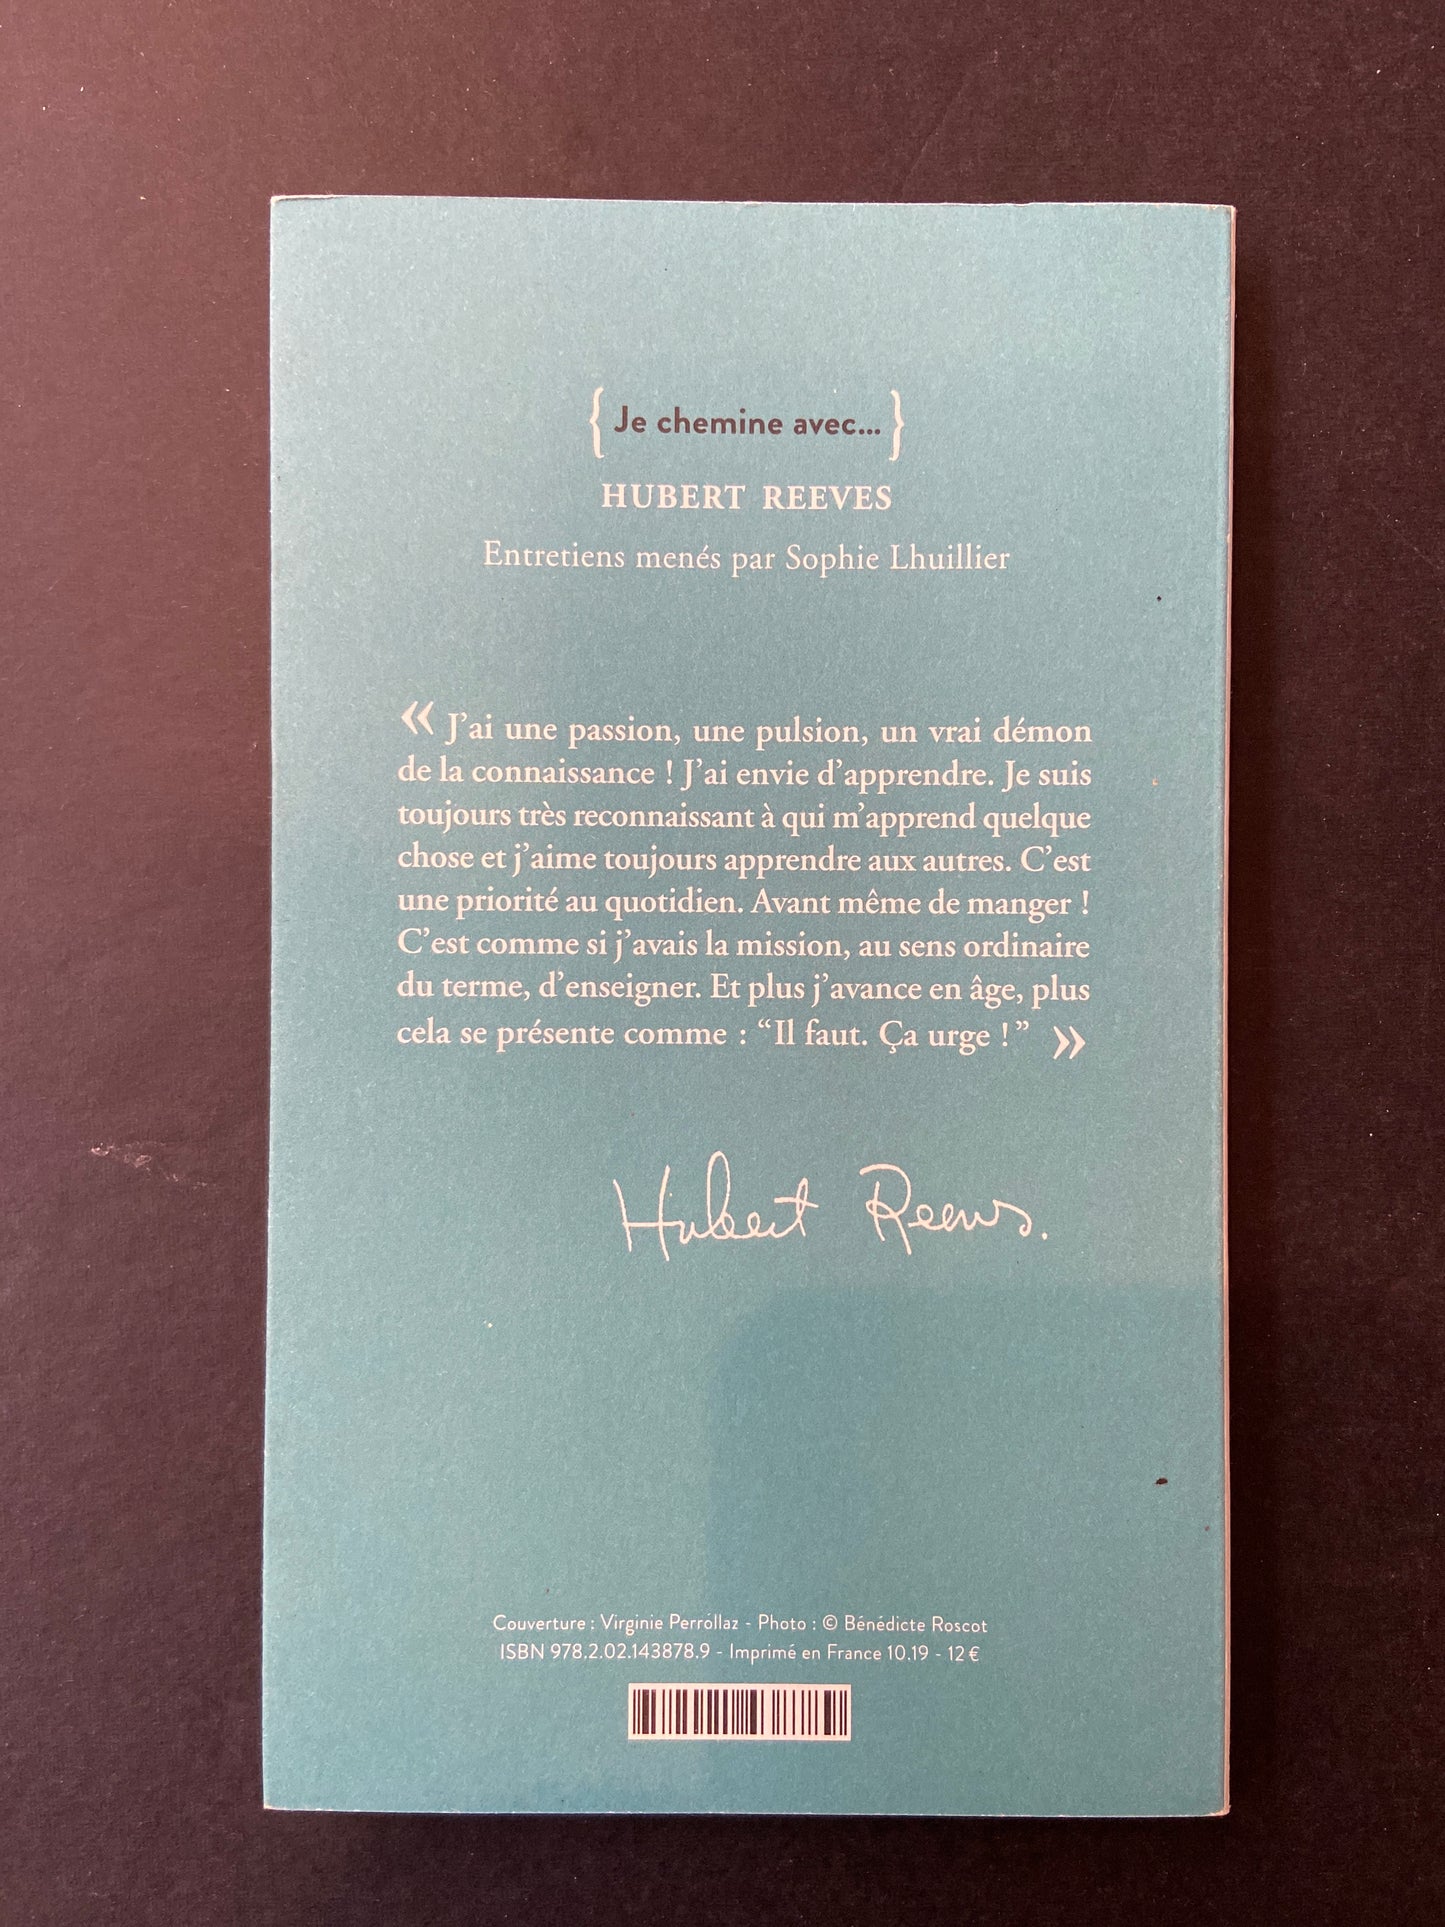 { Je chemine avec... }
HUBERT REEVES
Entretiens menés par Sophie Lhuillier
« J’ai une passion, une pulsion, un vrai démon
de la connaissance ! J’ai envie d’apprendre. Je suis
toujours très reconnaissant à qui m’apprend quelque
chose et j’aime toujours apprendre aux autres. C’est
une priorité au quotidien. Avant même de manger !
C’est comme si j’avais la mission, au sens ordinaire
du terme, d’enseigner. Et plus j’avance en âge, plus
cela se présente comme : “Il faut. Ça urge !” »
Hubert Reeves.
Couverture : Virginie Perrollaz - Photo : © Bénédicte Roscot
ISBN 978.2.02.143878.9 - Imprimé en France 10.19 - 12 €